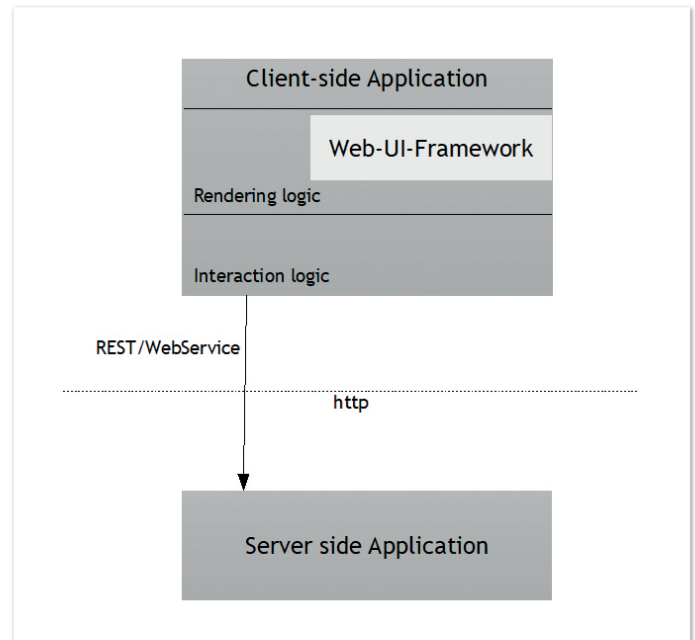 Client-side Application
Web-UI-Framework
Rendering logic
Interaction logic
REST/WebService
http
Server side Application